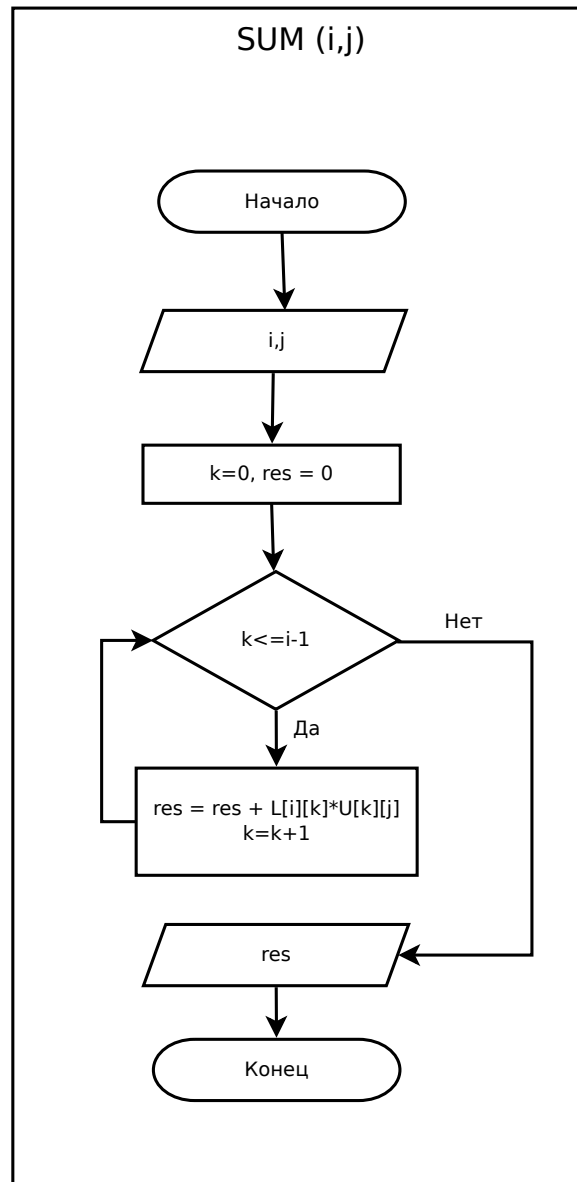 SUM (i,j)
Начало
i,j
k=0, res = 0
k<=i-1
Нет
Да
res = res + L[i][k]*U[k][j]
k=k+1
res
Конец